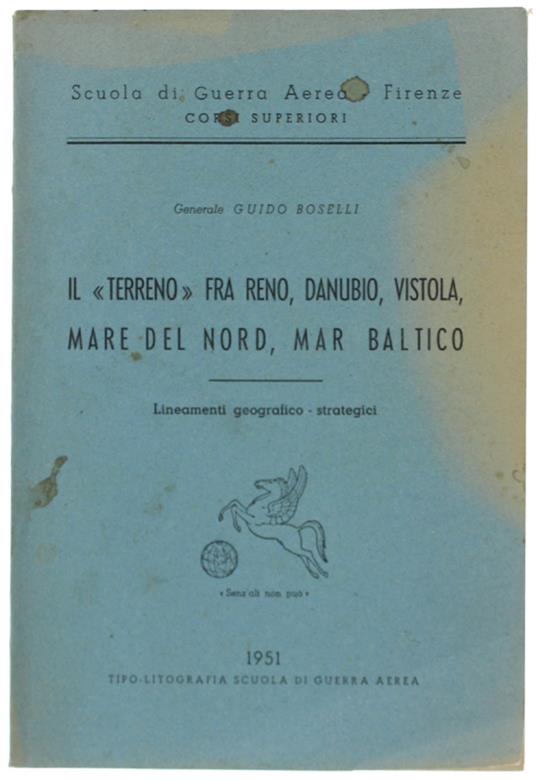 Scuola di Guerra Aerea Firenze
CORSI SUPERIORI
Generale GUIDO BOSELLI
IL «TERRENO» FRA RENO, DANUBIO, VISTOLA,
MARE DEL NORD, MAR BALTICO
Lineamenti geografico - strategici
«Senz'ali non può»
1951
TIPO-LITOGRAFIA SCUOLA DI GUERRA AEREA